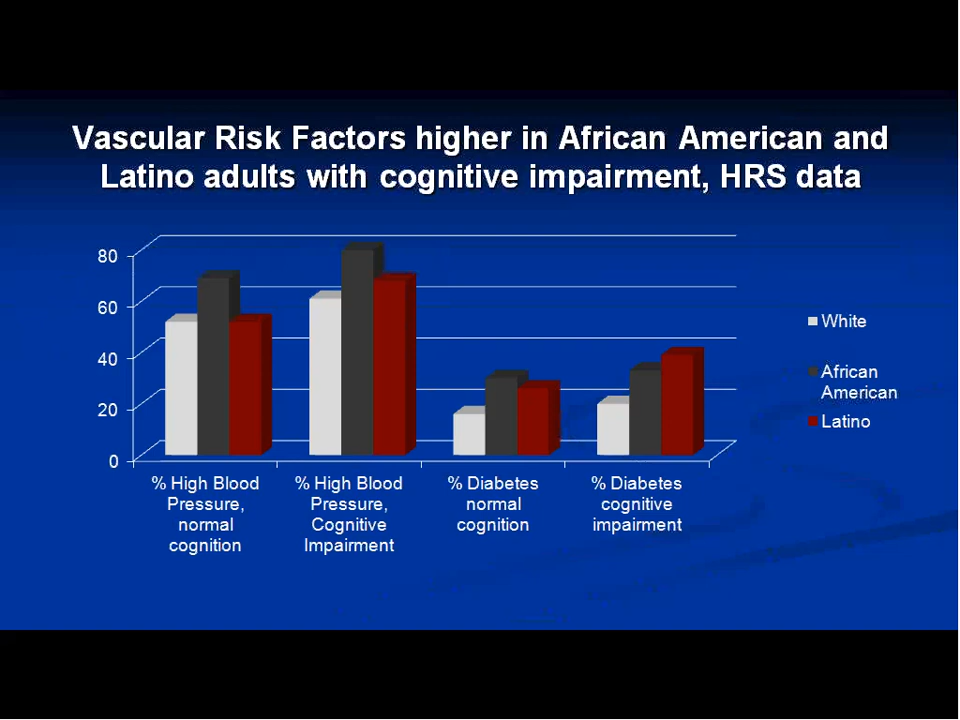 Vascular Risk Factors higher in African American and
Latino adults with cognitive impairment, HRS data
80
60
40
20
0
% High Blood
Pressure,
normal
cognition
% High Blood
Pressure,
Cognitive
Impairment
% Diabetes
normal
cognition
% Diabetes
cognitive
impairment
White
African
American
Latino